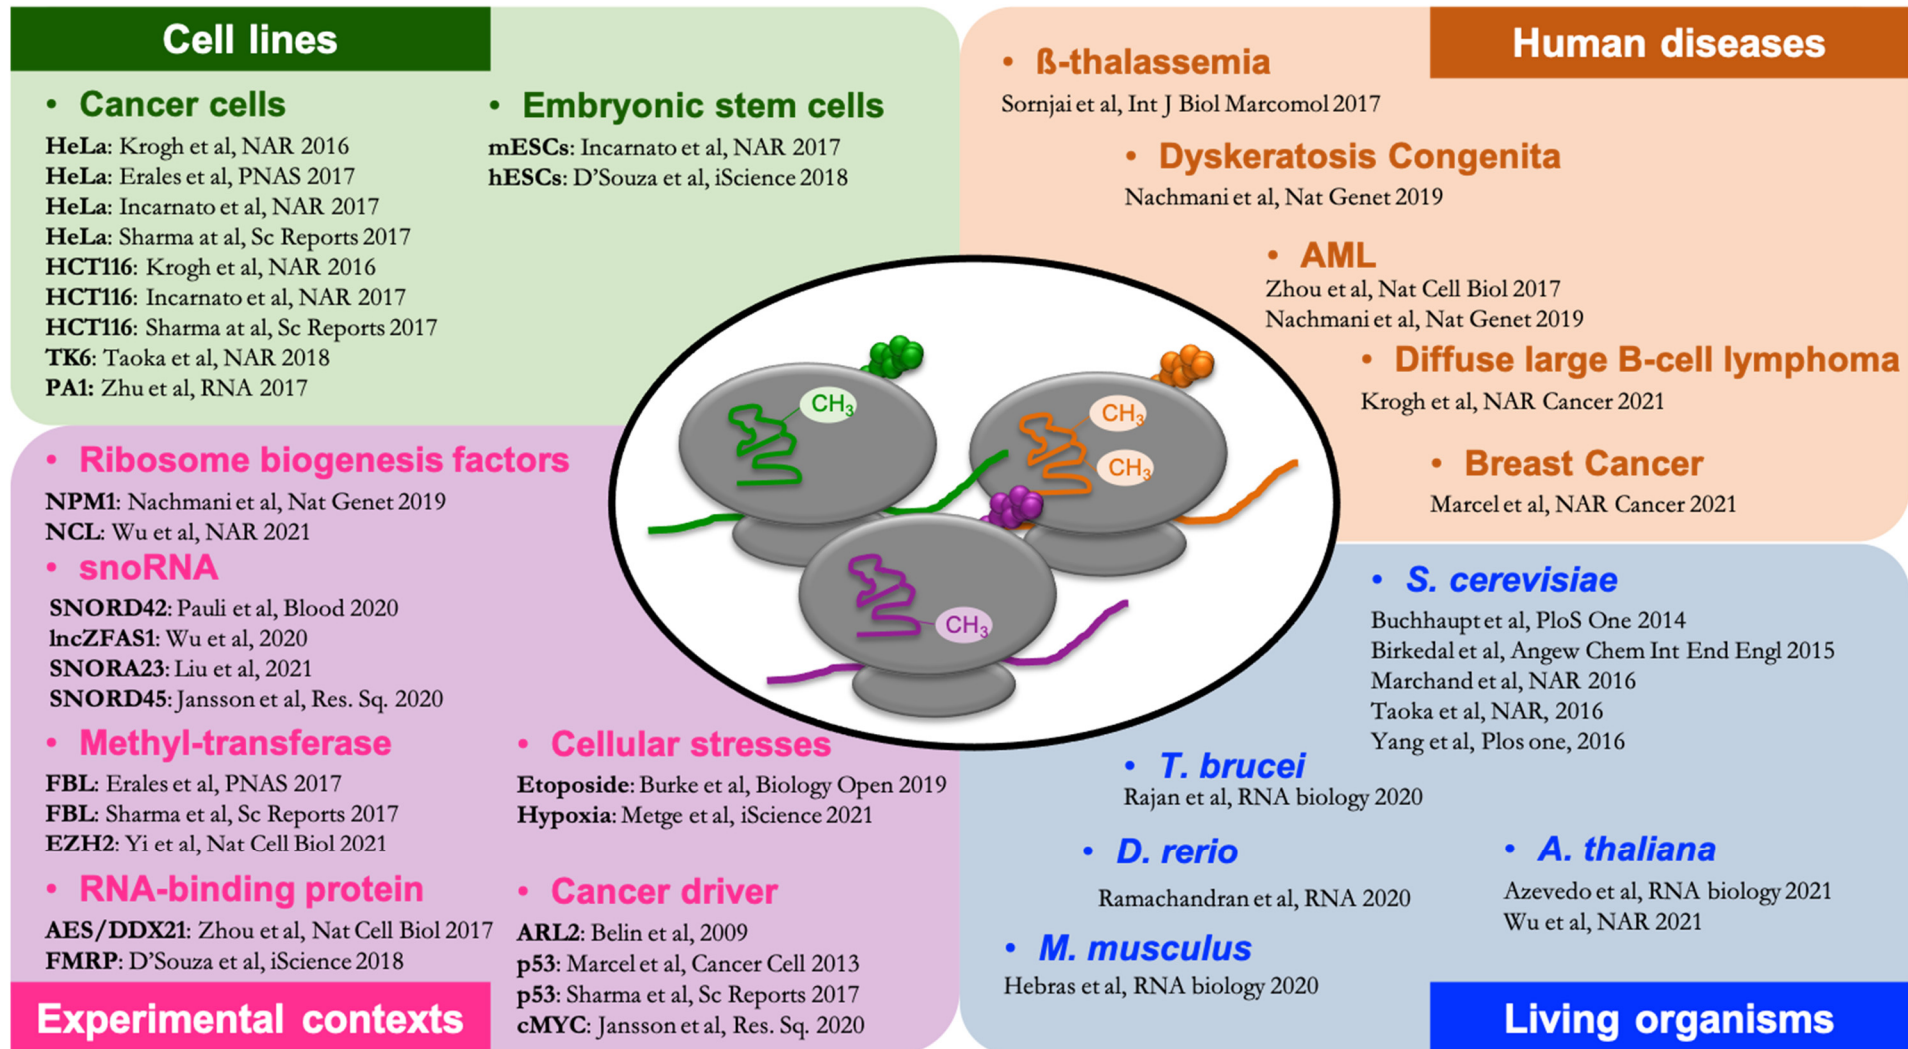 Cell lines
• Cancer cells
HeLa: Krogh et al, NAR 2016
HeLa: Erales et al, PNAS 2017
HeLa: Incarnato et al, NAR 2017
HeLa: Sharma at al, Sc Reports 2017
HCT116: Krogh et al, NAR 2016
HCT116: Incarnato et al, NAR 2017
HCT116: Sharma at al, Sc Reports 2017
TK6: Taoka et al, NAR 2018
PA1: Zhu et al, RNA 2017
• Embryonic stem cells
mESCs: Incarnato et al, NAR 2017
hESCs: D'Souza et al, iScience 2018
Human diseases
• ß-thalassemia
Sornjai et al, Int J Biol Marcomol 2017
• Dyskeratosis Congenita
Nachmani et al, Nat Genet 2019
• AML
Zhou et al, Nat Cell Biol 2017
Nachmani et al, Nat Genet 2019
• Diffuse large B-cell lymphoma
Krogh et al, NAR Cancer 2021
• Breast Cancer
Marcel et al, NAR Cancer 2021
CH3
CH3
CH3
CH3
• Ribosome biogenesis factors
NPM1: Nachmani et al, Nat Genet 2019
NCL: Wu et al, NAR 2021
• snoRNA
SNORD42: Pauli et al, Blood 2020
lncZFAS1: Wu et al, 2020
SNORA23: Liu et al, 2021
SNORD45: Jansson et al, Res. Sq. 2020
• Methyl-transferase
FBL: Erales et al, PNAS 2017
FBL: Sharma et al, Sc Reports 2017
EZH2: Yi et al, Nat Cell Biol 2021
• RNA-binding protein
AES/DDX21: Zhou et al, Nat Cell Biol 2017
FMRP: D'Souza et al, iScience 2018
• Cellular stresses
Etoposide: Burke et al, Biology Open 2019
Hypoxia: Metge et al, iScience 2021
• Cancer driver
ARL2: Belin et al, 2009
p53: Marcel et al, Cancer Cell 2013
p53: Sharma et al, Sc Reports 2017
cMYC: Jansson et al, Res. Sq. 2020
Experimental contexts
• S. cerevisiae
Buchhaupt et al, PloS One 2014
Birkedal et al, Angew Chem Int End Engl 2015
Marchand et al, NAR 2016
Taoka et al, NAR, 2016
Yang et al, Plos one, 2016
• T. brucei
Rajan et al, RNA biology 2020
• D. rerio
Ramachandran et al, RNA 2020
• A. thaliana
Azevedo et al, RNA biology 2021
Wu et al, NAR 2021
• M. musculus
Hebras et al, RNA biology 2020
Living organisms